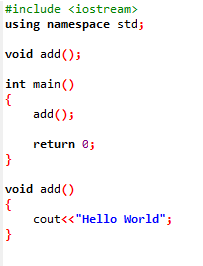 #include <iostream>
using namespace std;
void add();
int main()
{
    add();
    return 0;
}
void add()
{
    cout<<"Hello World";
}